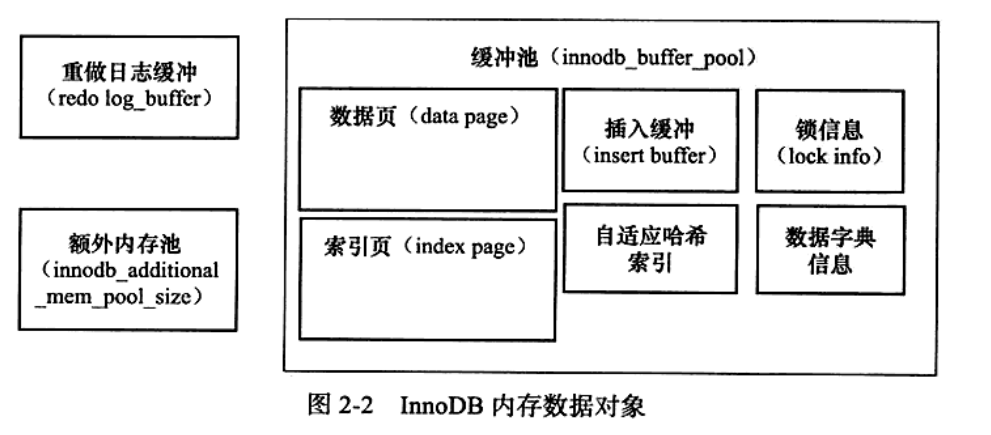 重做日志缓冲
（redo log_buffer）
额外内存池
（innodb_additional
_mem_pool_size）
缓冲池（innodb_buffer_pool）
数据页（data page）
插入缓冲
（insert buffer）
锁信息
（lock info）
索引页（index page）
自适应哈希
索引
数据字典
信息
图 2-2 InnoDB 内存数据对象